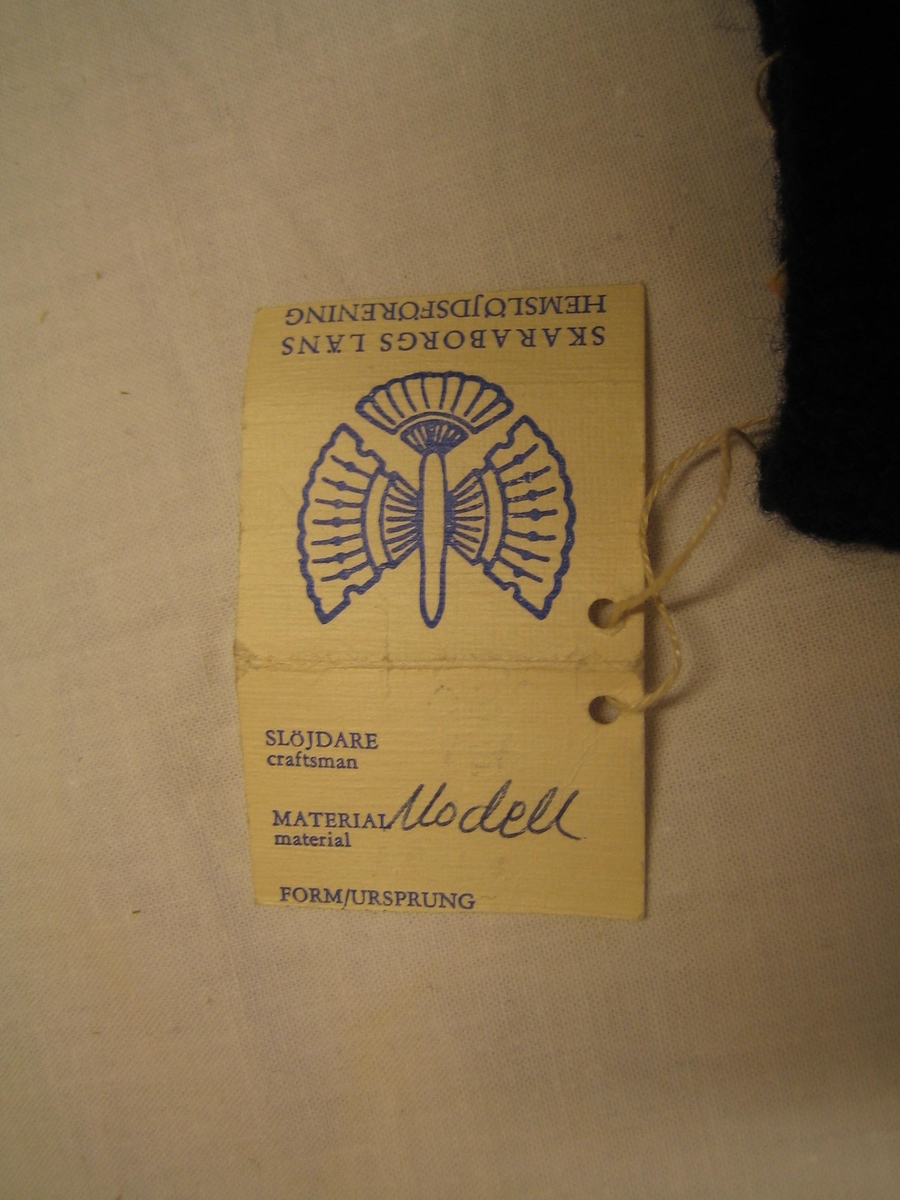 SKARABORGS LÄNS
HEMSLÖJDSFÖRENING
SLÖJDARE
craftsman
MATERIAL Modell
material
FORM/URSPRUNG